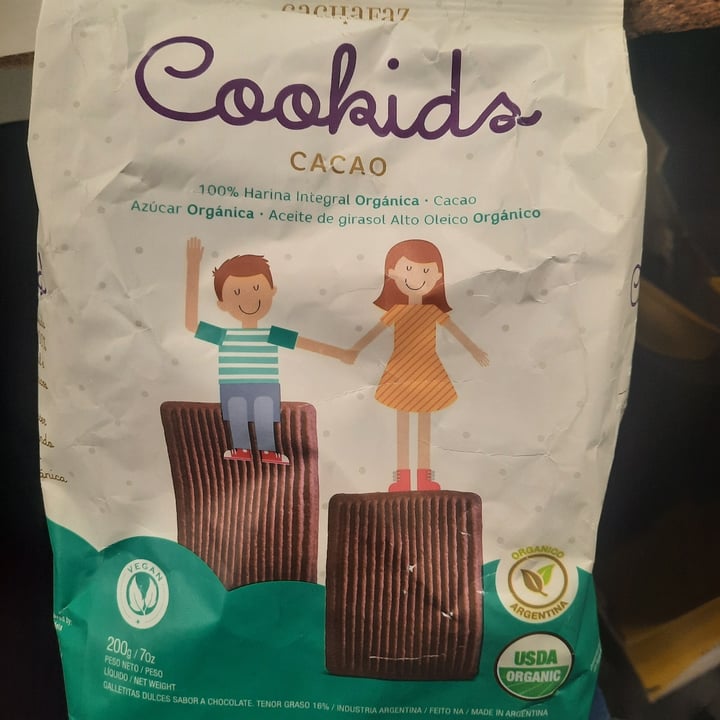 cachafaz
Cookids
CACAO
100% Harina Integral Orgánica · Cacao
Azúcar Orgánica · Aceite de girasol Alto Oleico Orgánico
VEGAN
ORGANICO
ARGENTINA
USDA
ORGANIC
200g / 7oz
PESO NETO / PESO
LÍQUIDO / NET WEIGHT
GALLETITAS DULCES SABOR A CHOCOLATE. TENOR GRASO 16% / INDUSTRIA ARGENTINA / FEITO NA / MADE IN ARGENTINA